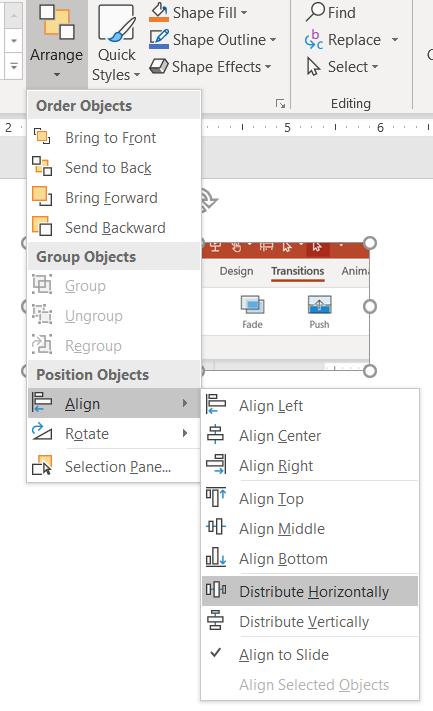 Arrange
Quick
Styles
Shape Fill
Shape Outline
Shape Effects
Find
Replace
Select
Editing
2
5
6
Order Objects
Bring to Front
Send to Back
Bring Forward
Send Backward
Group Objects
Group
Ungroup
Regroup
Position Objects
Align
Rotate
Selection Pane...
Design
Transitions
Anima
Fade
Push
Align Left
Align Center
Align Right
Align Top
Align Middle
Align Bottom
Distribute Horizontally
Distribute Vertically
Align to Slide
Align Selected Objects